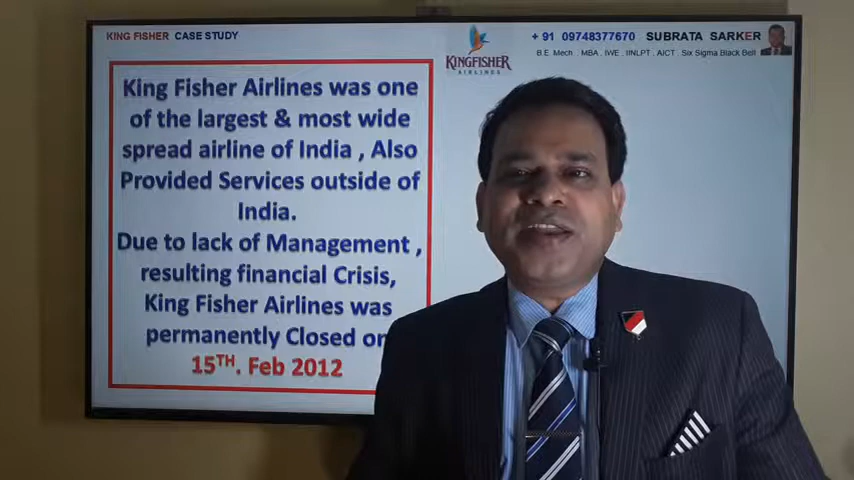 KING FISHER CASE STUDY
KINGFISHER
AIRLINES
+ 91 09748377670 SUBRATA SARKER
B.E Mech , MBA , IWE , IINLPT , AICT , Six Sigma Black Belt
King Fisher Airlines was one
of the largest & most wide
spread airline of India , Also
Provided Services outside of
India.
Due to lack of Management ,
resulting financial Crisis,
King Fisher Airlines was
permanently Closed on
15TH. Feb 2012